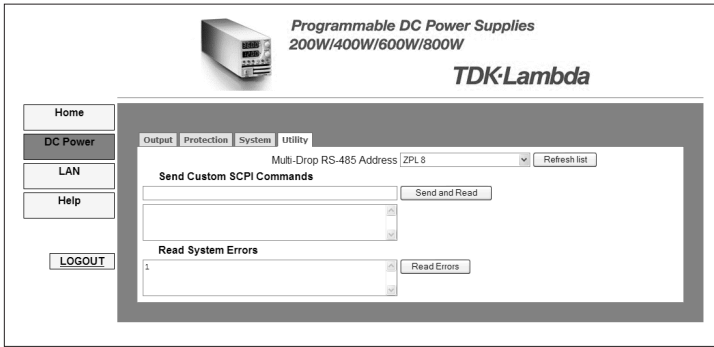 Programmable DC Power Supplies
200W/400W/600W/800W
TDK·Lambda
Home
DC Power
LAN
Help
LOGOUT
Output Protection System Utility
Multi-Drop RS-485 Address ZPL 8 Refresh list
Send Custom SCPI Commands
Send and Read
Read System Errors
1 Read Errors